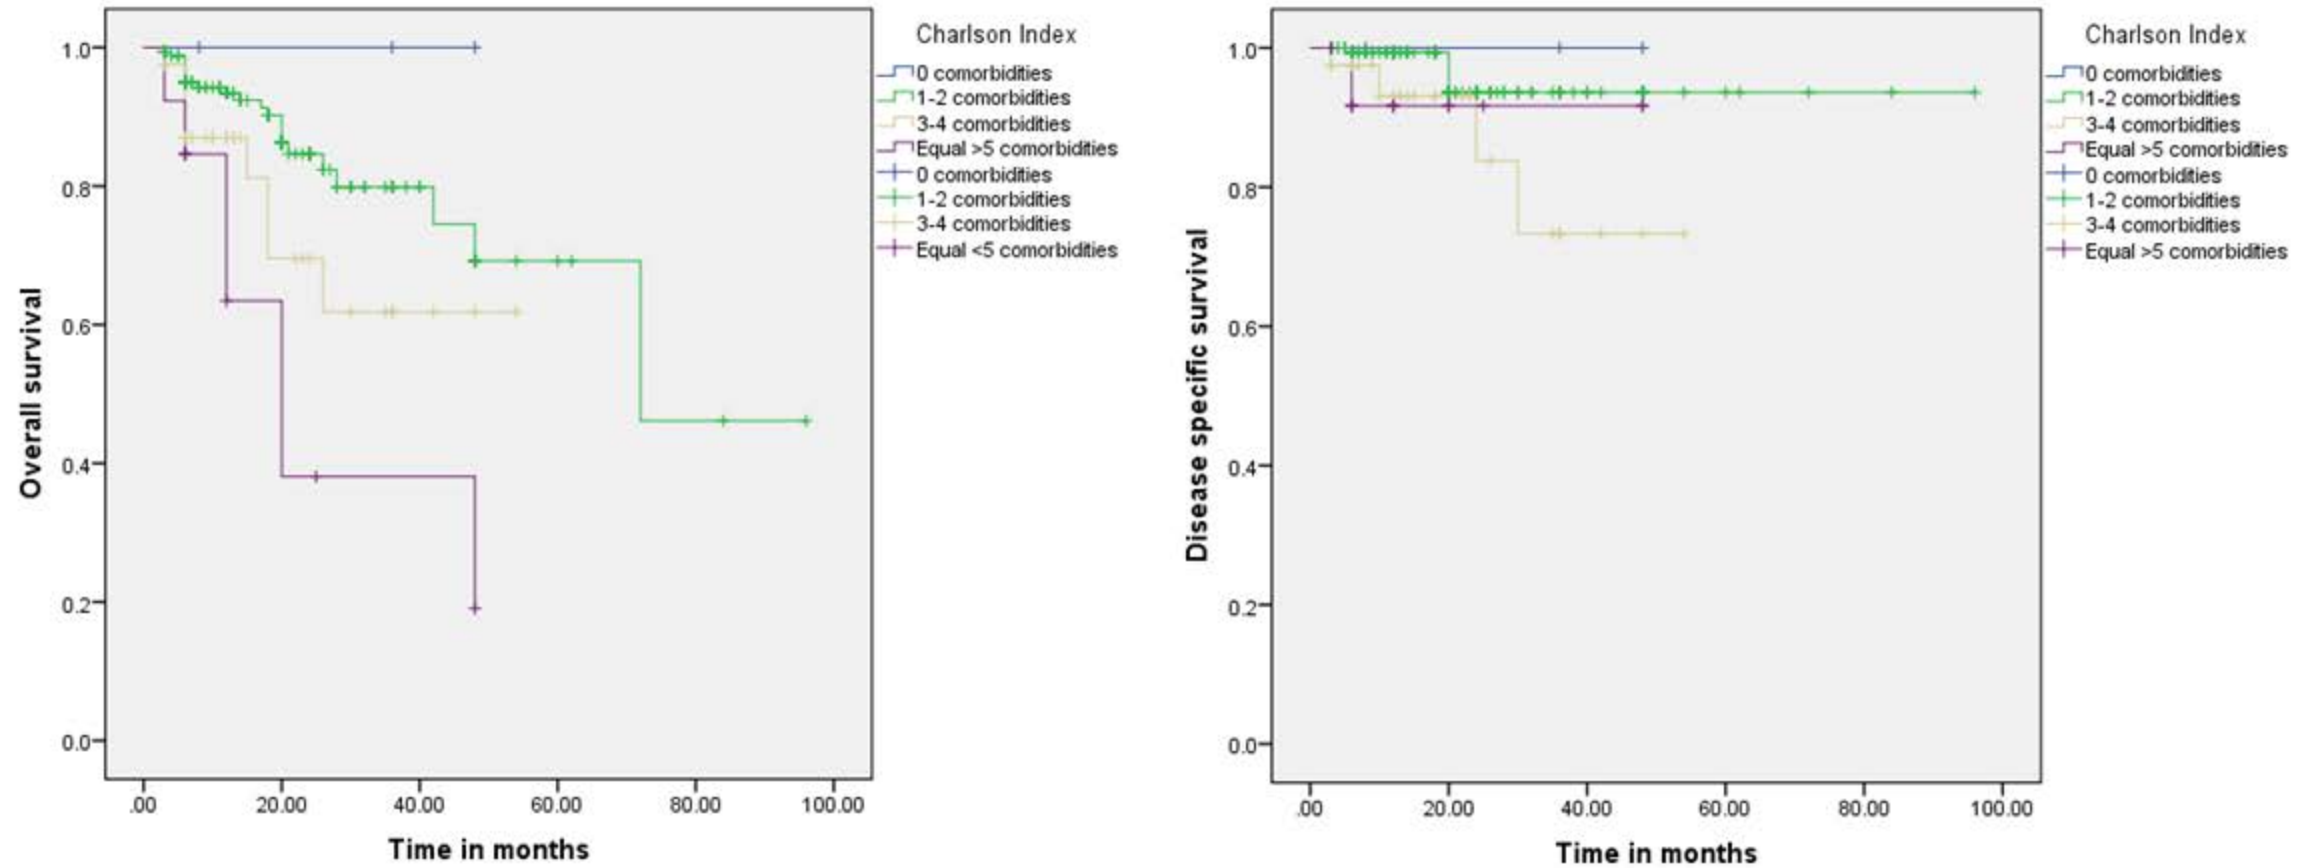 Charlson Index
0 comorbidities
1-2 comorbidities
3-4 comorbidities
Equal >5 comorbidities
0 comorbidities
1-2 comorbidities
3-4 comorbidities
Equal <5 comorbidities
Overall survival
1.0
0.8
0.6
0.4
0.2
0.0
.00 20.00 40.00 60.00 80.00 100.00
Time in months
Charlson Index
0 comorbidities
1-2 comorbidities
3-4 comorbidities
Equal >5 comorbidities
0 comorbidities
1-2 comorbidities
3-4 comorbidities
Equal >5 comorbidities
Disease specific survival
1.0
0.8
0.6
0.4
0.2
0.0
.00 20.00 40.00 60.00 80.00 100.00
Time in months